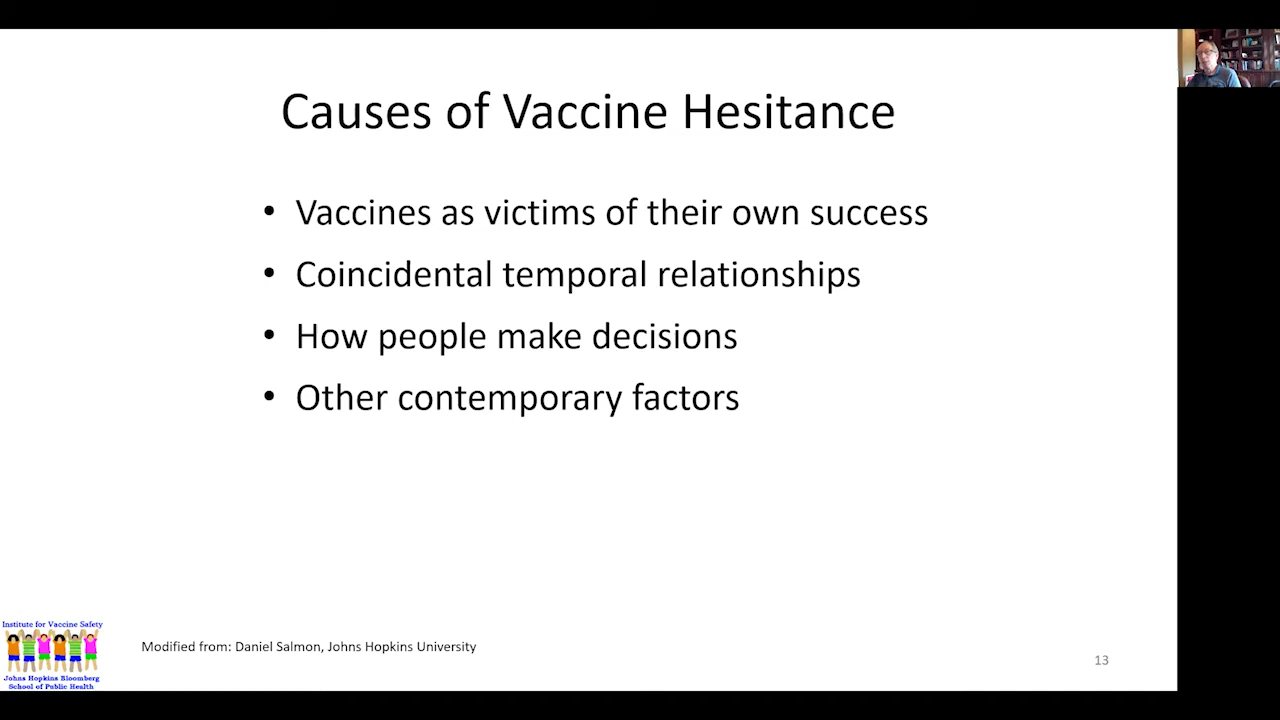 Causes of Vaccine Hesitance
• Vaccines as victims of their own success
• Coincidental temporal relationships
• How people make decisions
• Other contemporary factors
Institute for Vaccine Safety
Johns Hopkins Bloomberg
School of Public Health
Modified from: Daniel Salmon, Johns Hopkins University
13